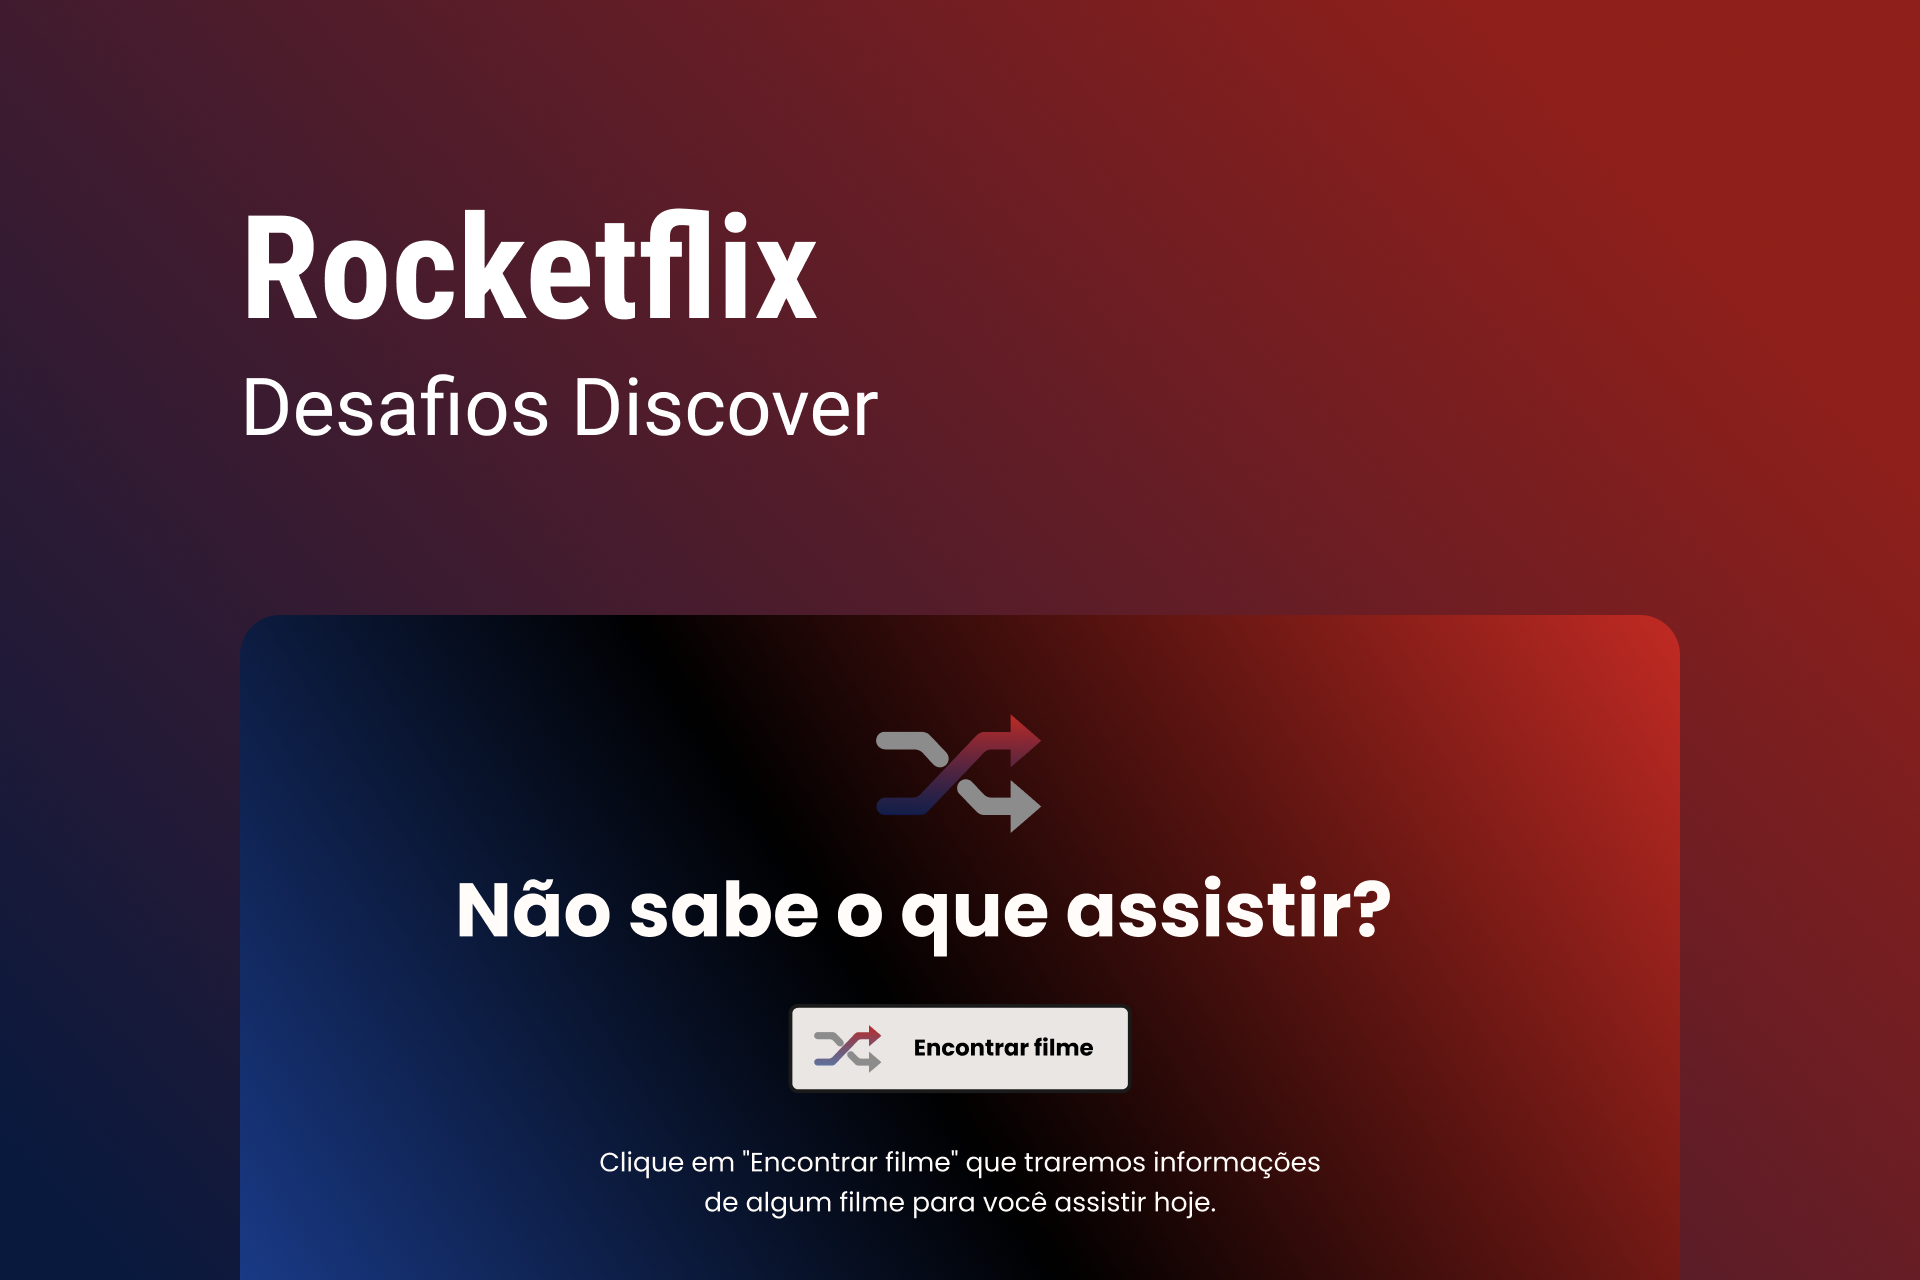 Rocketflix
Desafios Discover
Não sabe o que assistir?
Encontrar filme
Clique em "Encontrar filme" que traremos informações
de algum filme para você assistir hoje.